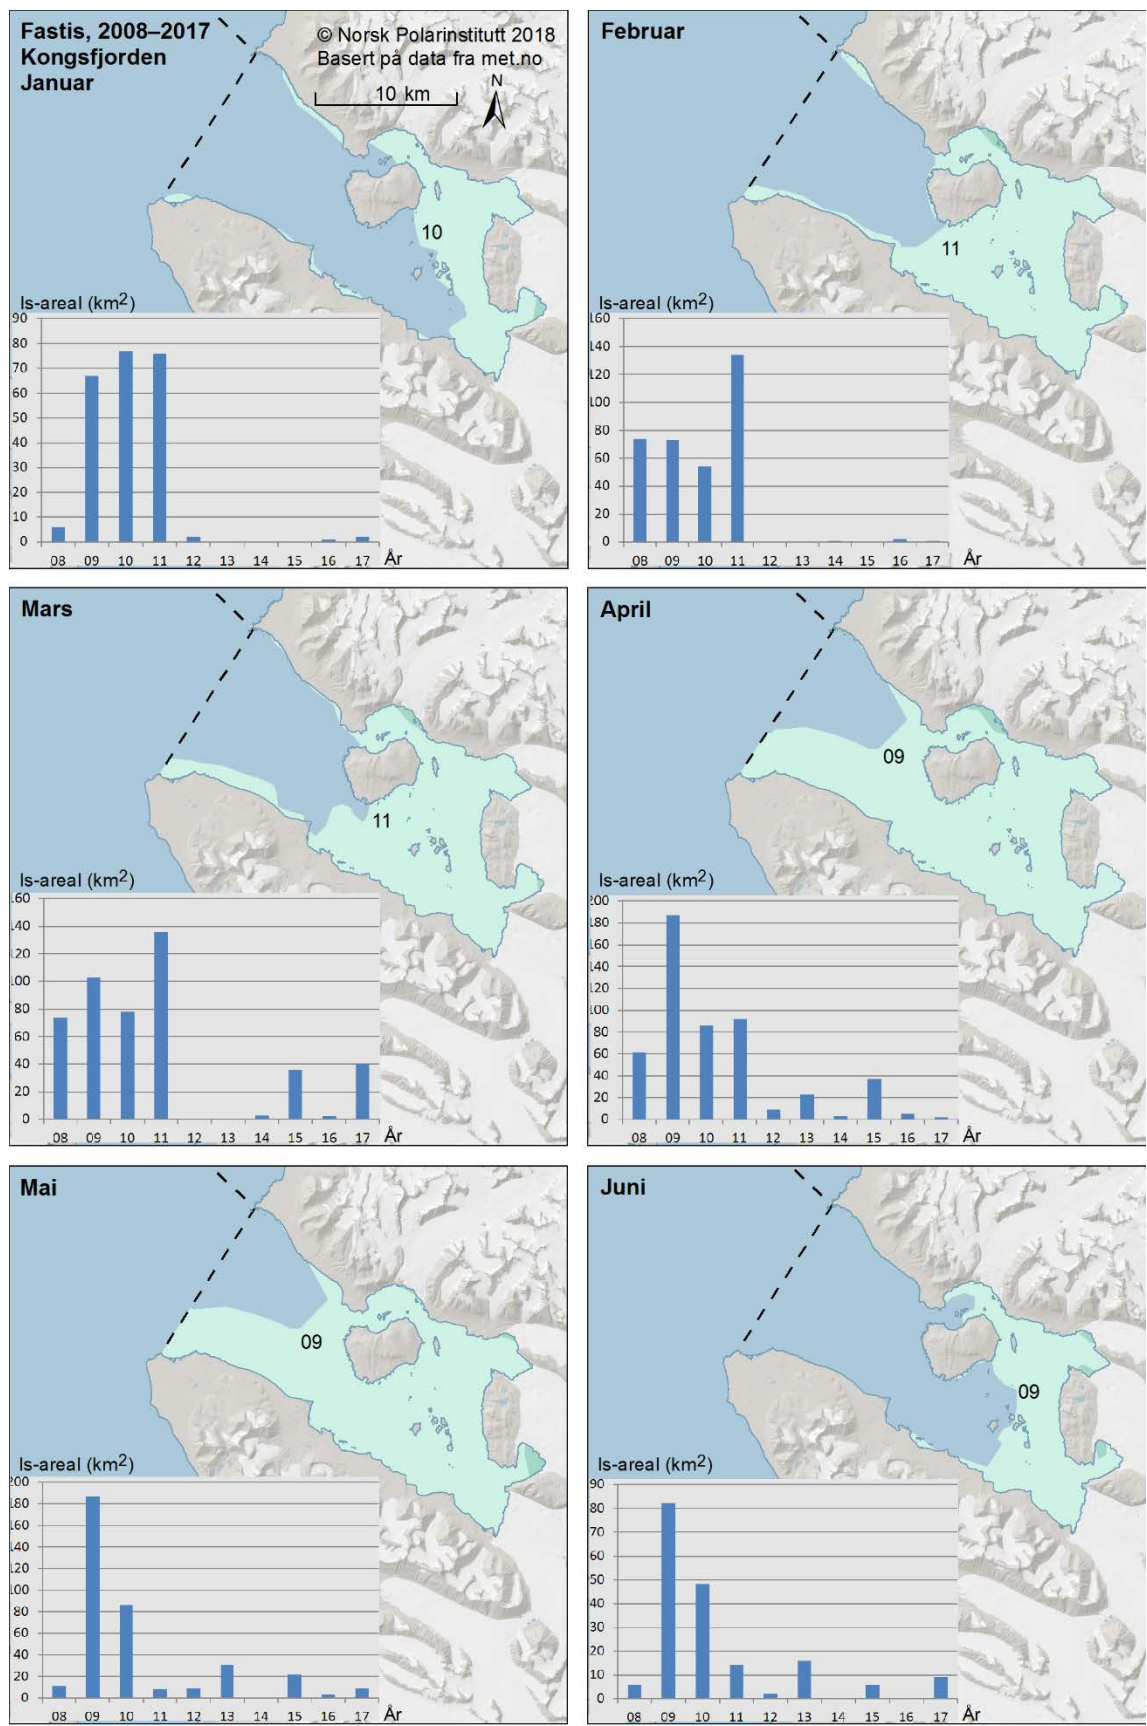 Fastis, 2008–2017
Kongsfjorden
Januar
© Norsk Polarinstitutt 2018
Basert på data fra met.no
10 km
N
10
Is-areal (km2)
90
80
70
60
50
40
30
20
10
0
08 09 10 11 12 13 14 15 16 17 År
Februar
11
Is-areal (km2)
160
140
120
100
80
60
40
20
0
08 09 10 11 12 13 14 15 16 17 År
Mars
11
Is-areal (km2)
160
140
120
100
80
60
40
20
0
08 09 10 11 12 13 14 15 16 17 År
April
09
Is-areal (km2)
200
180
160
140
120
100
80
60
40
20
0
08 09 10 11 12 13 14 15 16 17 År
Mai
09
Is-areal (km2)
200
180
160
140
120
100
80
60
40
20
0
08 09 10 11 12 13 14 15 16 17 År
Juni
09
Is-areal (km2)
90
80
70
60
50
40
30
20
10
0
08 09 10 11 12 13 14 15 16 17 År